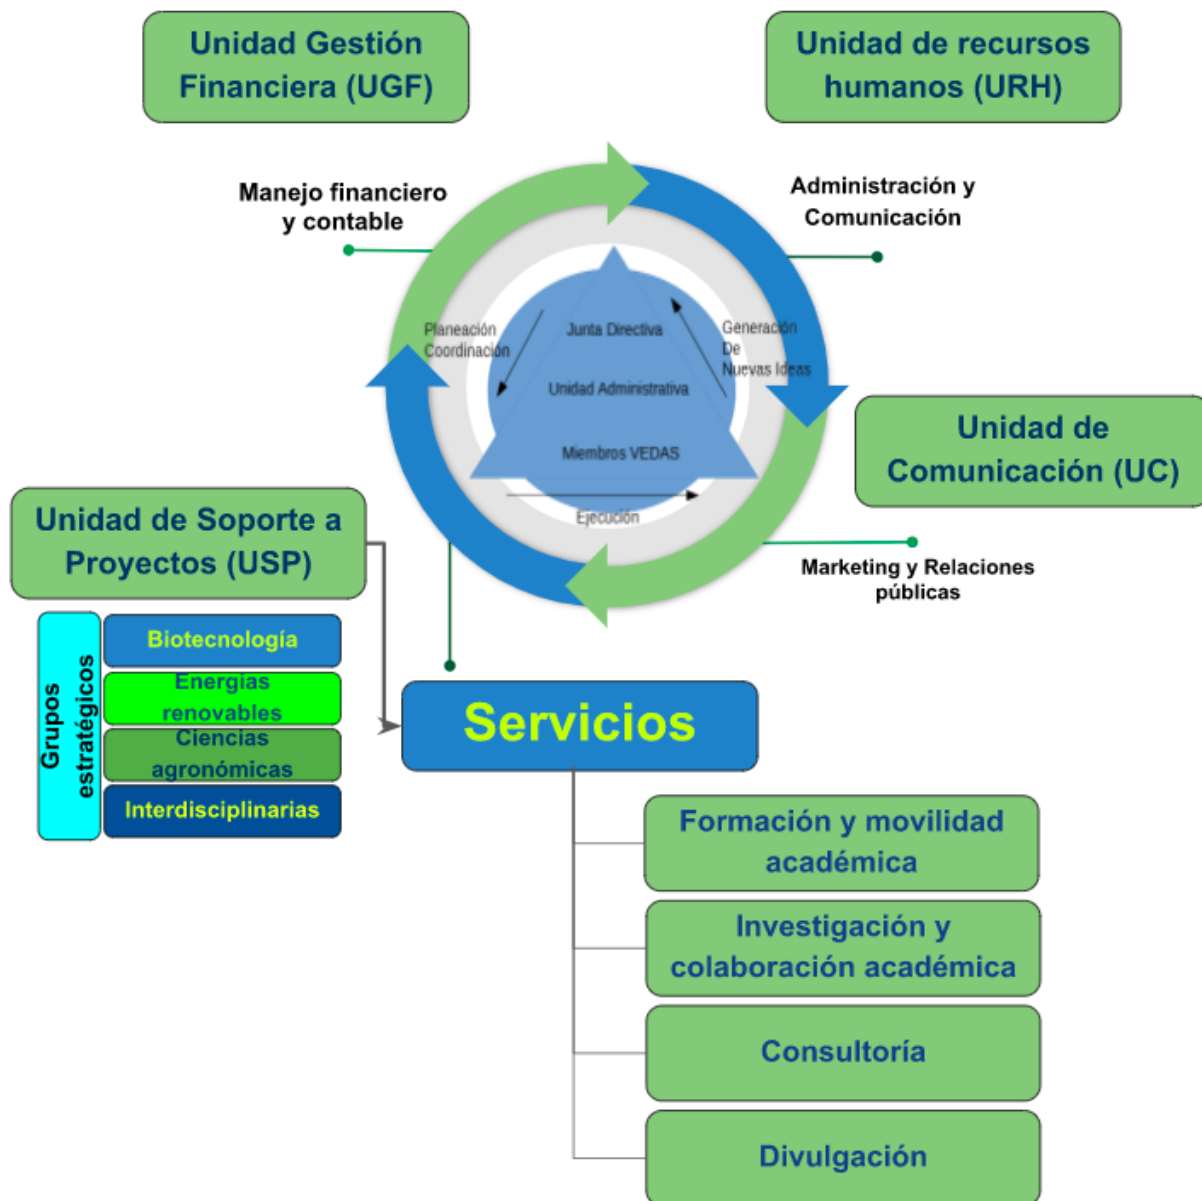 Unidad Gestión
Financiera (UGF)
Unidad de recursos
humanos (URH)
Manejo financiero
y contable
Administración y
Comunicación
Planeación
Coordinación
Junta Directiva
Generación
De
Nuevas Ideas
Unidad Administrativa
Miembros VEDAS
Ejecución
Unidad de
Comunicación (UC)
Marketing y Relaciones
públicas
Unidad de Soporte a
Proyectos (USP)
Grupos
estratégicos
Biotecnología
Energías
renovables
Ciencias
agronómicas
Interdisciplinarias
Servicios
Formación y movilidad
académica
Investigación y
colaboración académica
Consultoría
Divulgación